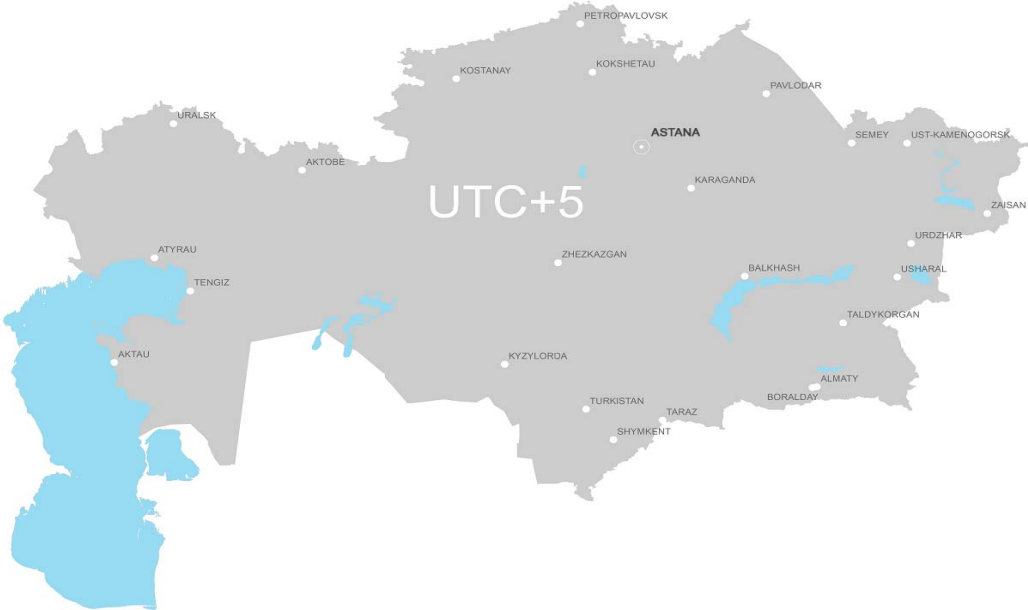 PETROPAVLOVSK
KOSTANAY
KOKSHETAU
PAVLODAR
URALSK
ASTANA
SEMEY
UST-KAMENOGORSK
AKTOBE
KARAGANDA
UTC+5
ZAISAN
URDZHAR
ATYRAU
ZHEZKAZGAN
BALKHASH
USHARAL
TENGIZ
TALDYKORGAN
AKTAU
KYZYLORDA
ALMATY
BORALDAY
TURKISTAN
TARAZ
SHYMKENT